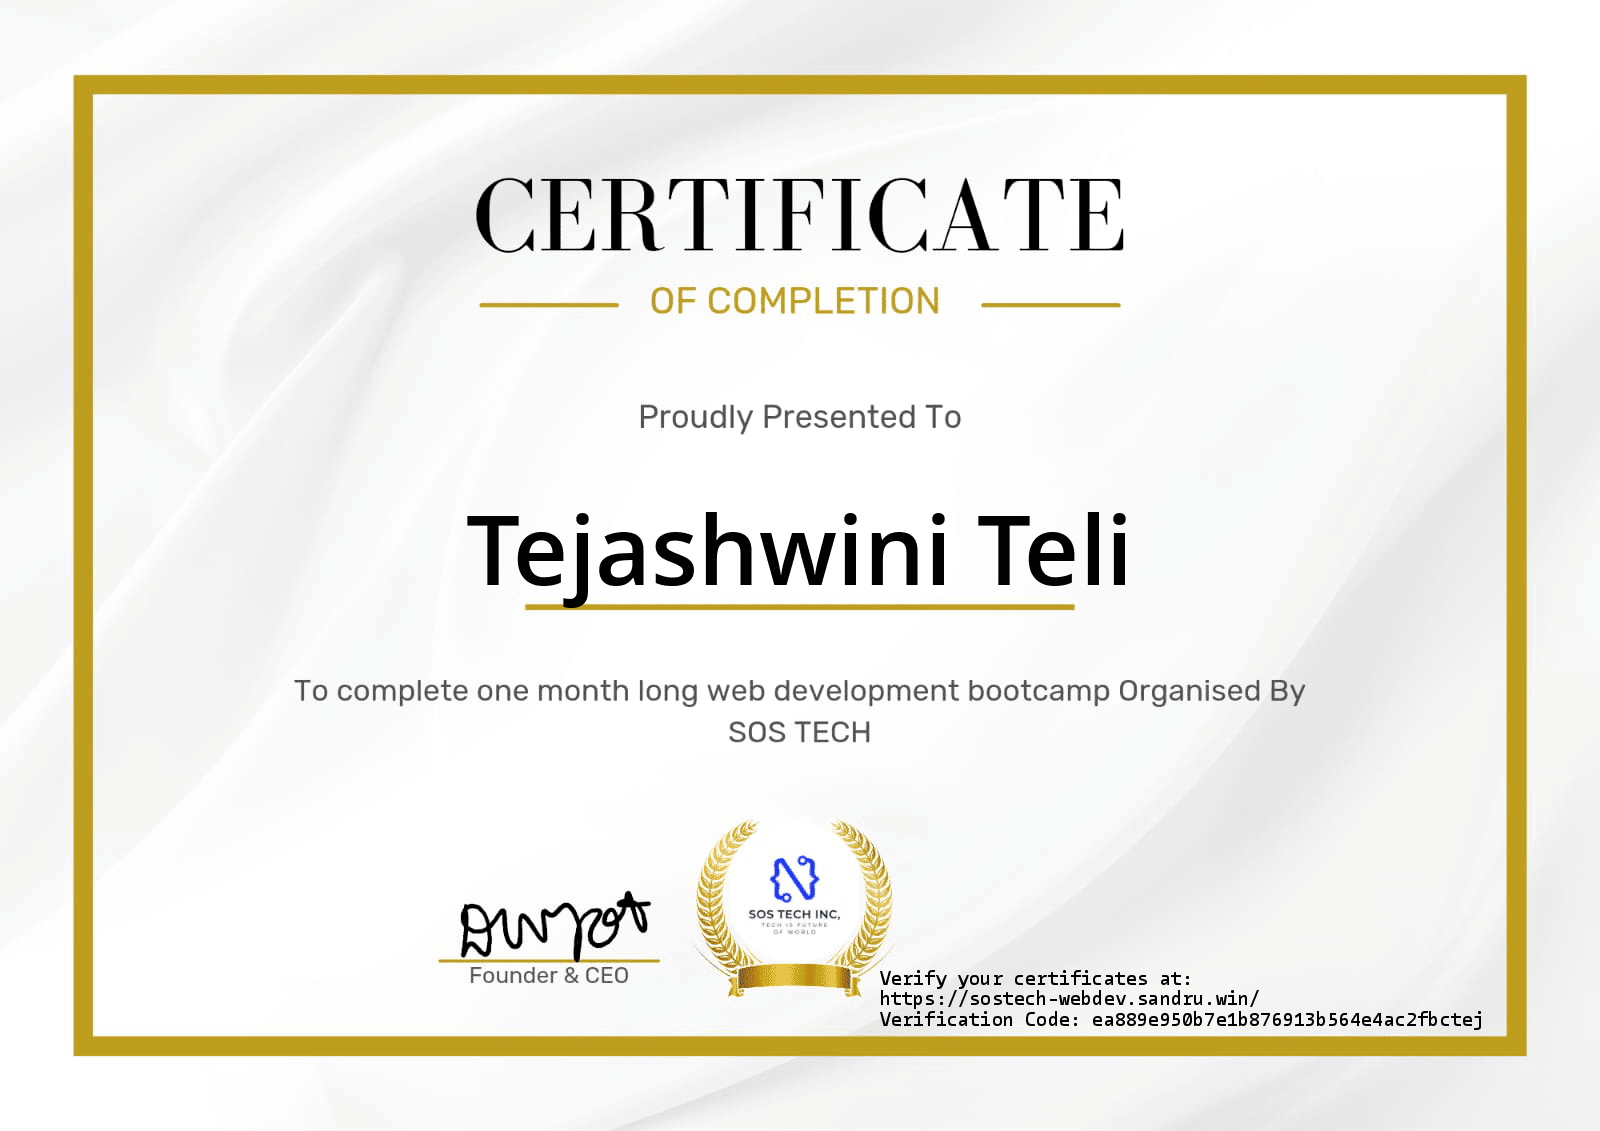 CERTIFICATE
OF COMPLETION
Proudly Presented To
Tejashwini Teli
To complete one month long web development bootcamp Organised By
SOS TECH
Founder & CEO
SOS TECH INC,
TECH IS FUTURE
OF WORLD
Verify your certificates at:
https://sostech-webdev.sandru.win/
Verification Code: ea889e950b7e1b876913b564e4ac2fbctej